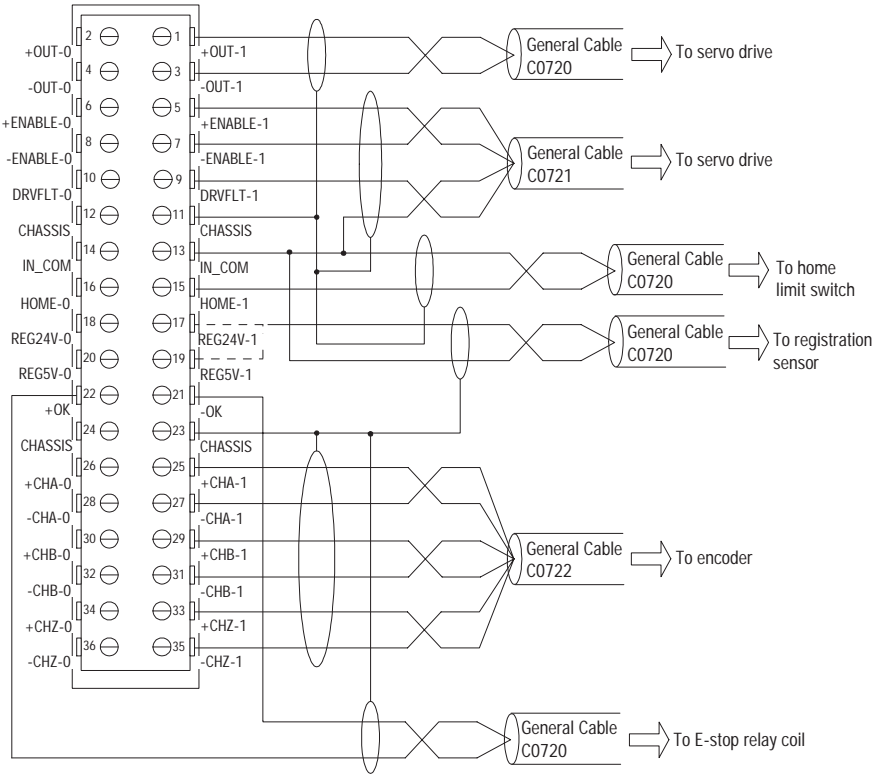 2 1
+OUT-0 +OUT-1
4 3
-OUT-0 -OUT-1
6 5
+ENABLE-0 +ENABLE-1
8 7
-ENABLE-0 -ENABLE-1
10 9
DRVFLT-0 DRVFLT-1
12 11
CHASSIS CHASSIS
14 13
IN_COM IN_COM
16 15
HOME-0 HOME-1
18 17
REG24V-0 REG24V-1
20 19
REG5V-0 REG5V-1
22 21
+OK -OK
24 23
CHASSIS CHASSIS
26 25
+CHA-0 +CHA-1
28 27
-CHA-0 -CHA-1
30 29
+CHB-0 +CHB-1
32 31
-CHB-0 -CHB-1
34 33
+CHZ-0 +CHZ-1
36 35
-CHZ-0 -CHZ-1
General Cable
C0720
To servo drive
General Cable
C0721
To servo drive
General Cable
C0720
To home
limit switch
General Cable
C0720
To registration
sensor
General Cable
C0722
To encoder
General Cable
C0720
To E-stop relay coil